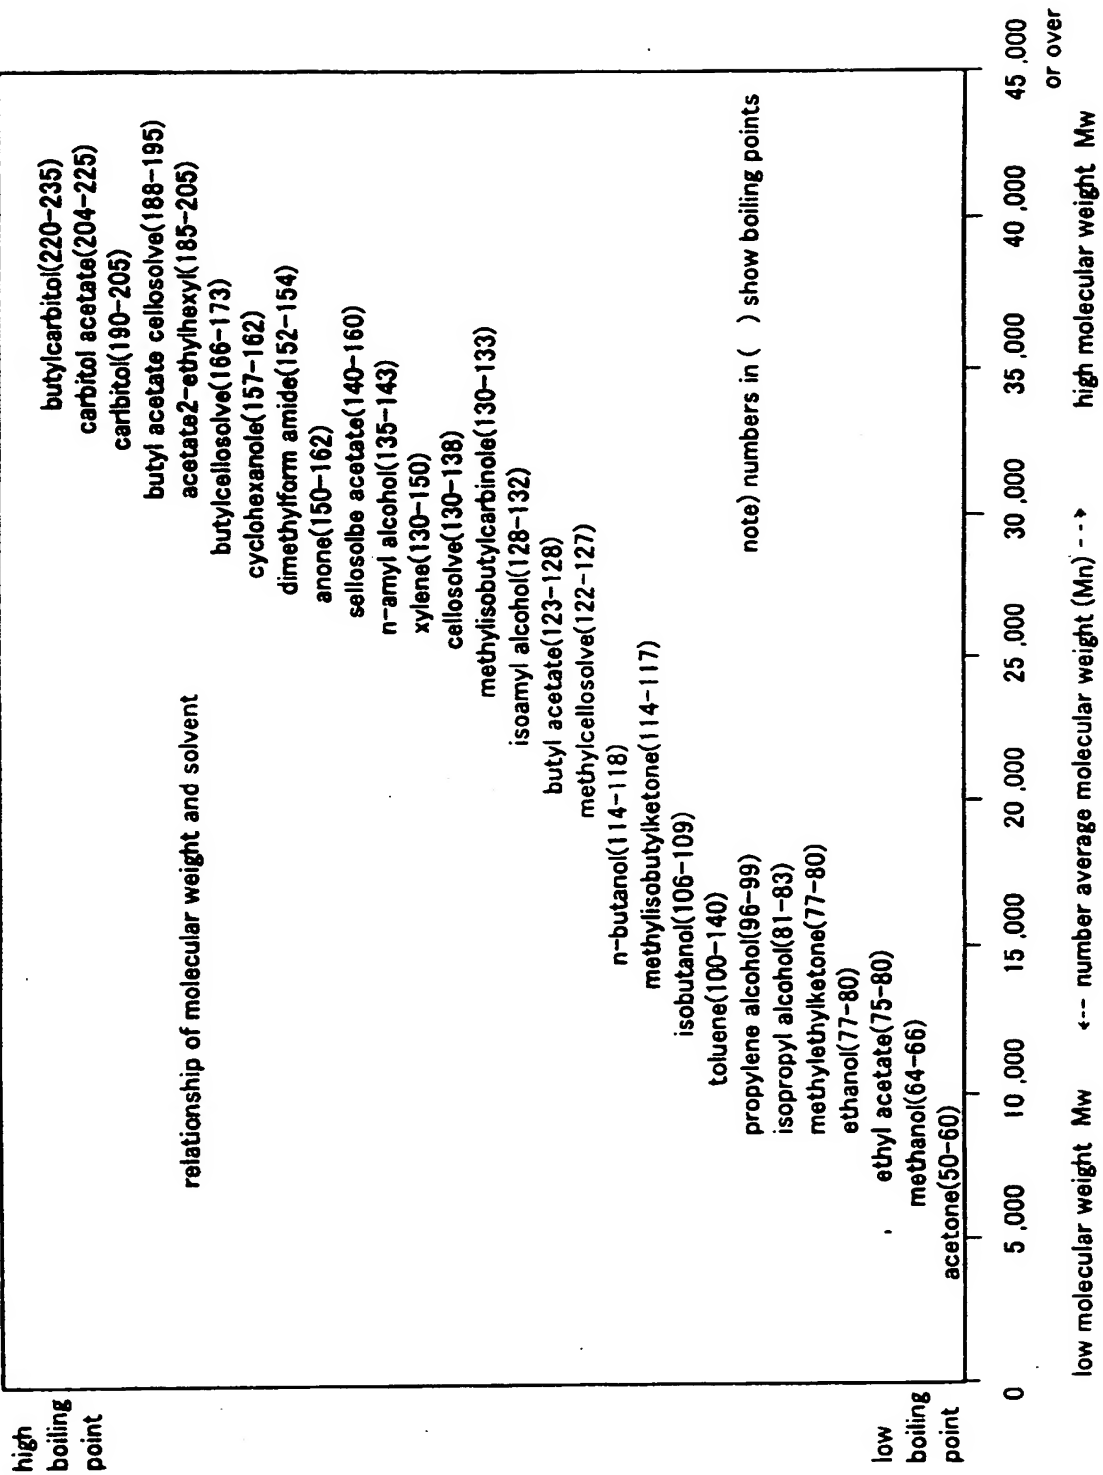 high
boiling
point
butylcarbitol(220-235)
carbitol acetate(204-225)
carlbitol(190-205)
butyl acetate cellosolve(188-195)
acetate2-ethylhexyl(185-205)
relationship of molecular weight and solvent
butylcellosolve(166-173)
cyclohexanole(157-162)
dimethylform amide(152-154)
anone(150-162)
sellosolbe acetate(140-160)
n-amyl alcohol(135-143)
xylene(130-150)
cellosolve(130-138)
methylisobutylcarbinole(130-133)
isoamyl alcohol(128-132)
butyl acetate(123-128)
methylcellosolve(122-127)
n-butanol(114-118)
methylisobutylketone(114-117)
isobutanol(106-109)
toluene(100-140)
note) numbers in (  ) show boiling points
propylene alcohol(96-99)
isopropyl alcohol(81-83)
methylethylketone(77-80)
ethanol(77-80)
ethyl acetate(75-80)
methanol(64-66)
acetone(50-60)
low
boiling
point
0 5,000 10,000 15,000 20,000 25,000 30,000 35,000 40,000 45,000
or over
low molecular weight Mw <-- number average molecular weight (Mn) --> high molecular weight Mw